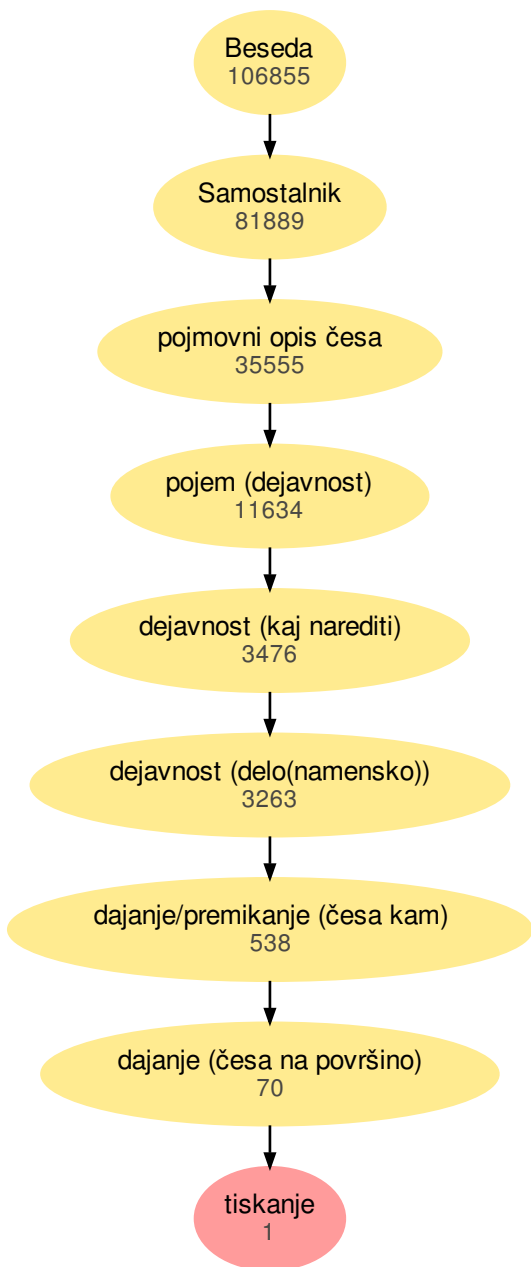 Beseda
106855
Samostalnik
81889
pojmovni opis česa
35555
pojem (dejavnost)
11634
dejavnost (kaj narediti)
3476
dejavnost (delo(namensko))
3263
dajanje/premikanje (česa kam)
538
dajanje (česa na površino)
70
tiskanje
1